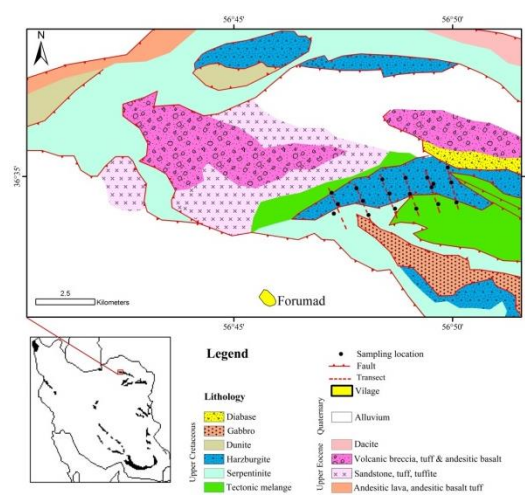 56°45' 56°50'
N
36°35'
36°35'
2.5
Kilometers
Forumad
56°45' 56°50'
Legend
Lithology
Upper Cretaceous
Diabase
Gabbro
Dunite
Harzburgite
Serpentinite
Tectonic melange
Sampling location
Fault
Transect
Vilage
Quaternary
Alluvium
Upper Eocene
Dacite
Volcanic breccia, tuff & andesitic basalt
Sandstone, tuff, tuffite
Andesitic lava, andesitic basalt tuff